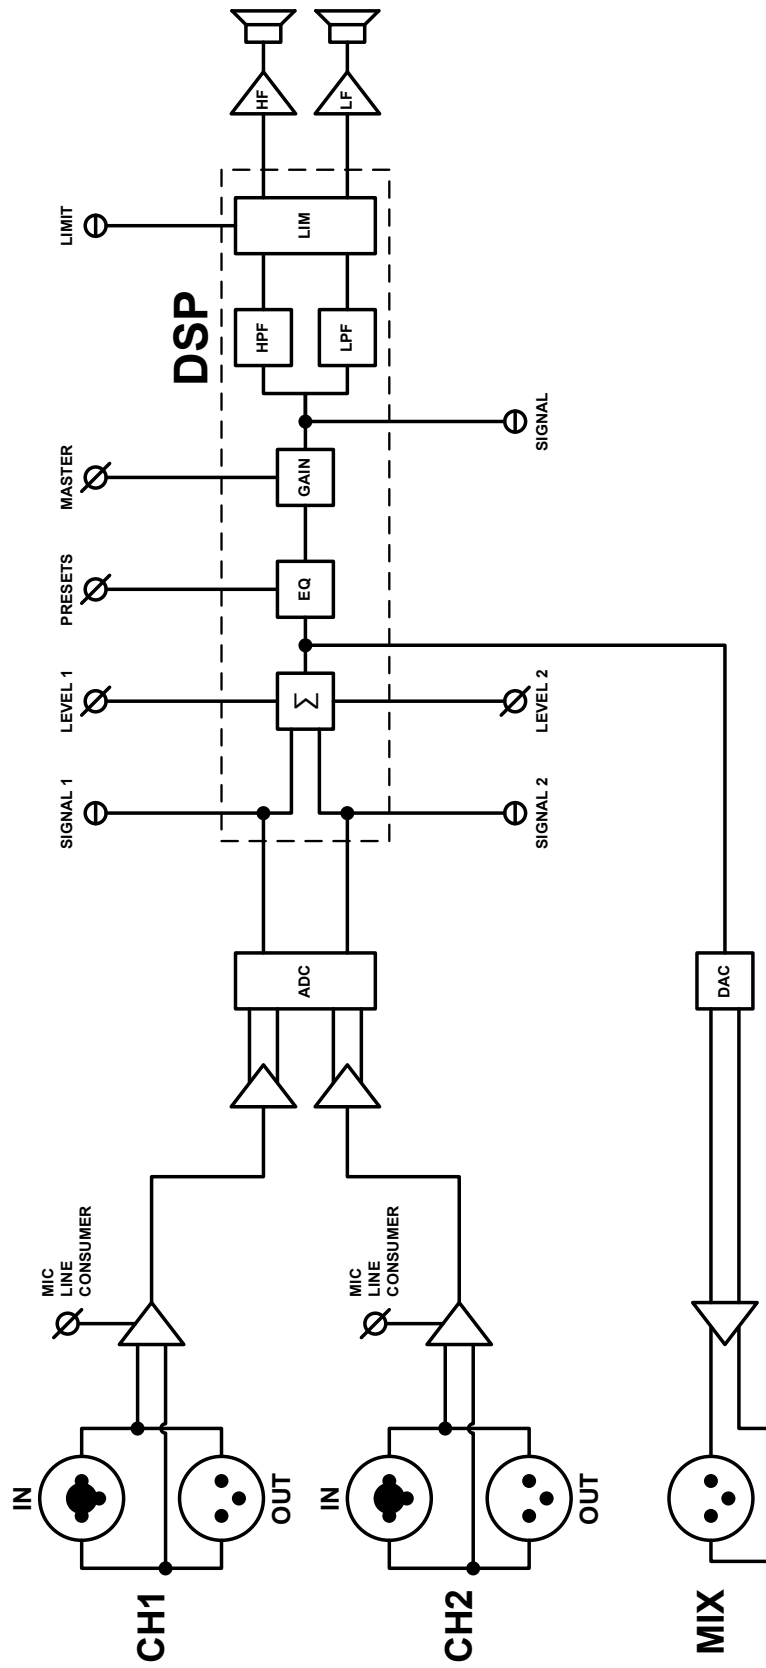 CH1
IN
OUT
MIC
LINE
CONSUMER
CH2
IN
OUT
MIC
LINE
CONSUMER
MIX
ADC
DAC
DSP
SIGNAL 1
SIGNAL 2
LEVEL 1
Σ
LEVEL 2
PRESETS
EQ
MASTER
GAIN
SIGNAL
HPF
LPF
LIMIT
LIM
HF
LF